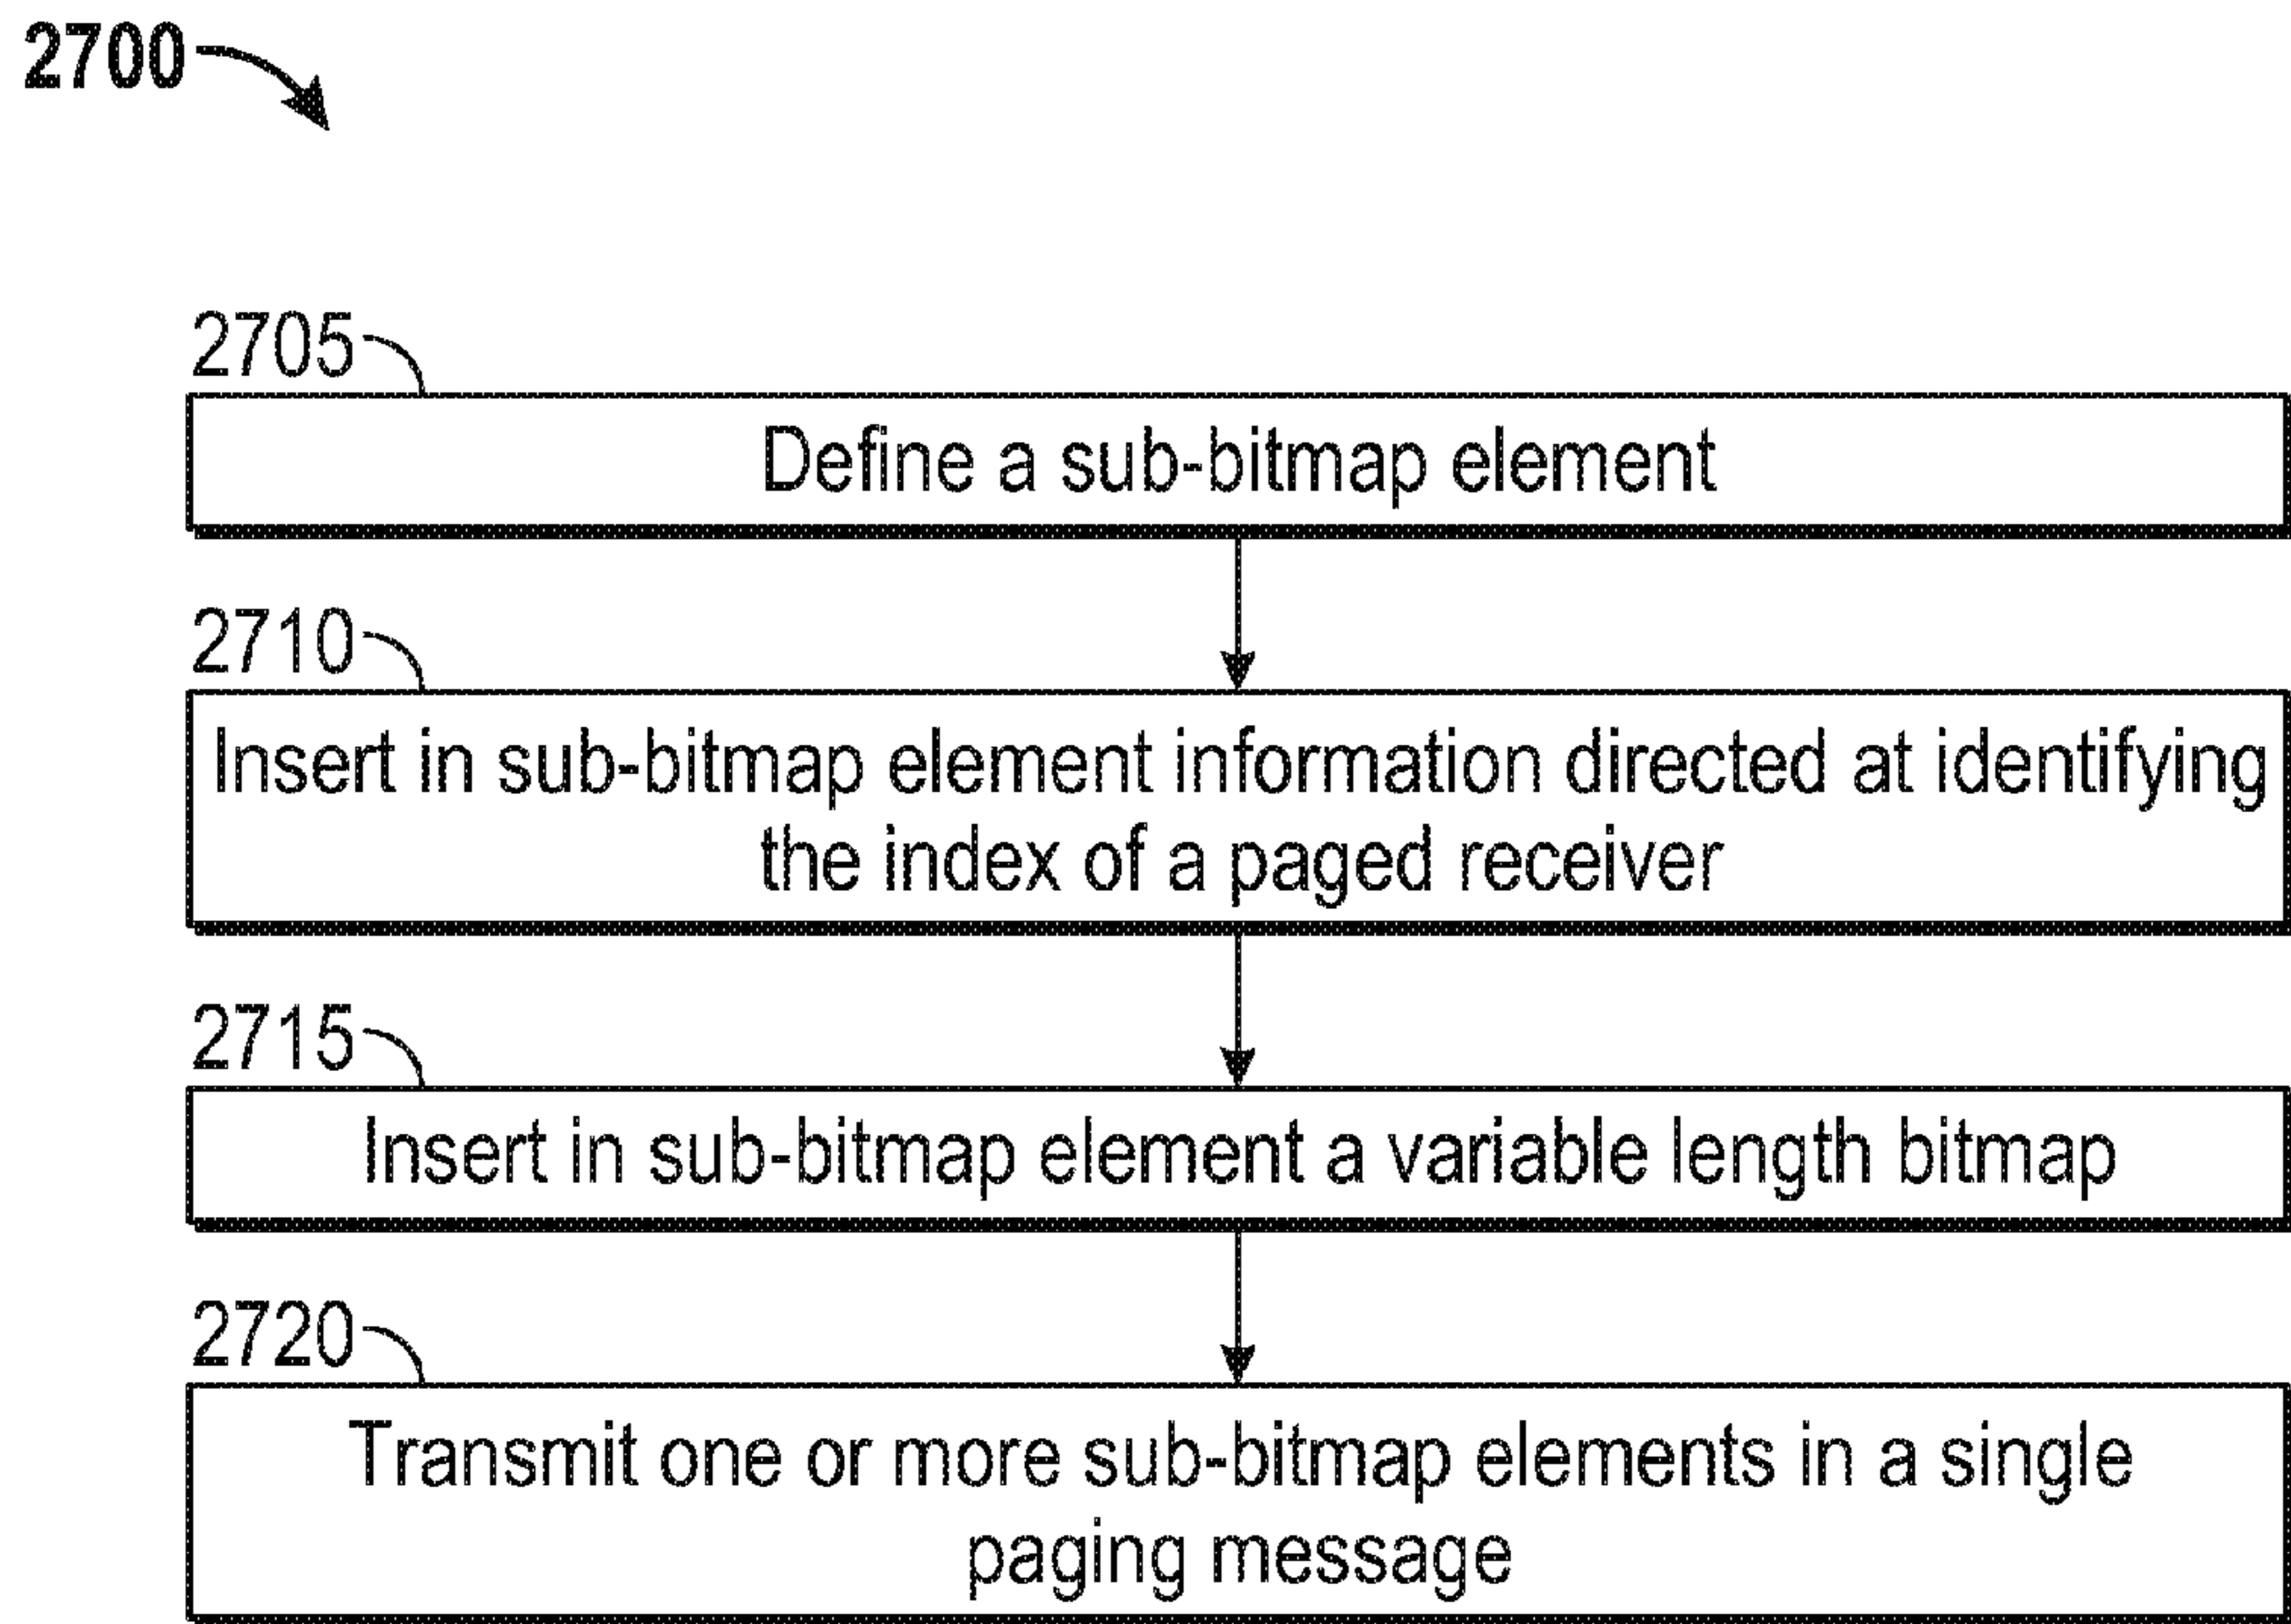 2700
2705
Define a sub-bitmap element
2710
Insert in sub-bitmap element information directed at identifying
the index of a paged receiver
2715
Insert in sub-bitmap element a variable length bitmap
2720
Transmit one or more sub-bitmap elements in a single
paging message